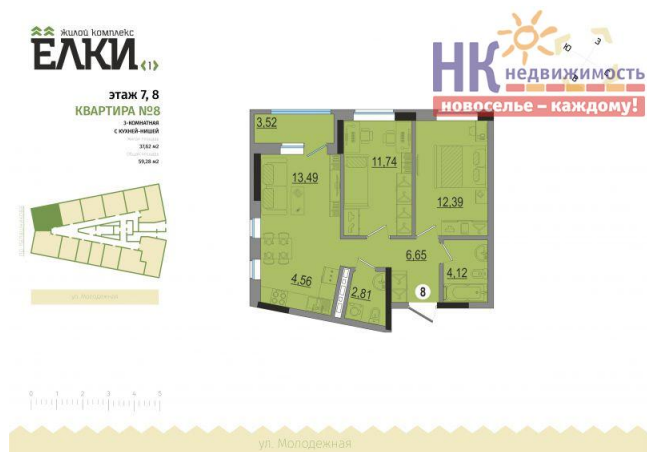 жилой комплекс
ЁЛКИ
‹1›
этаж 7, 8
КВАРТИРА №8
3-КОМНАТНАЯ
С КУХНЕЙ-НИШЕЙ
37,62 м2
59,28 м2
НК недвижимость
новоселье – каждому!
Ю
З
3,52
11,74
13,49
12,39
6,65
4,12
4,56
2,81
8
ул. Молодежная
0 1 2 3 4 5
ул. Молодежная